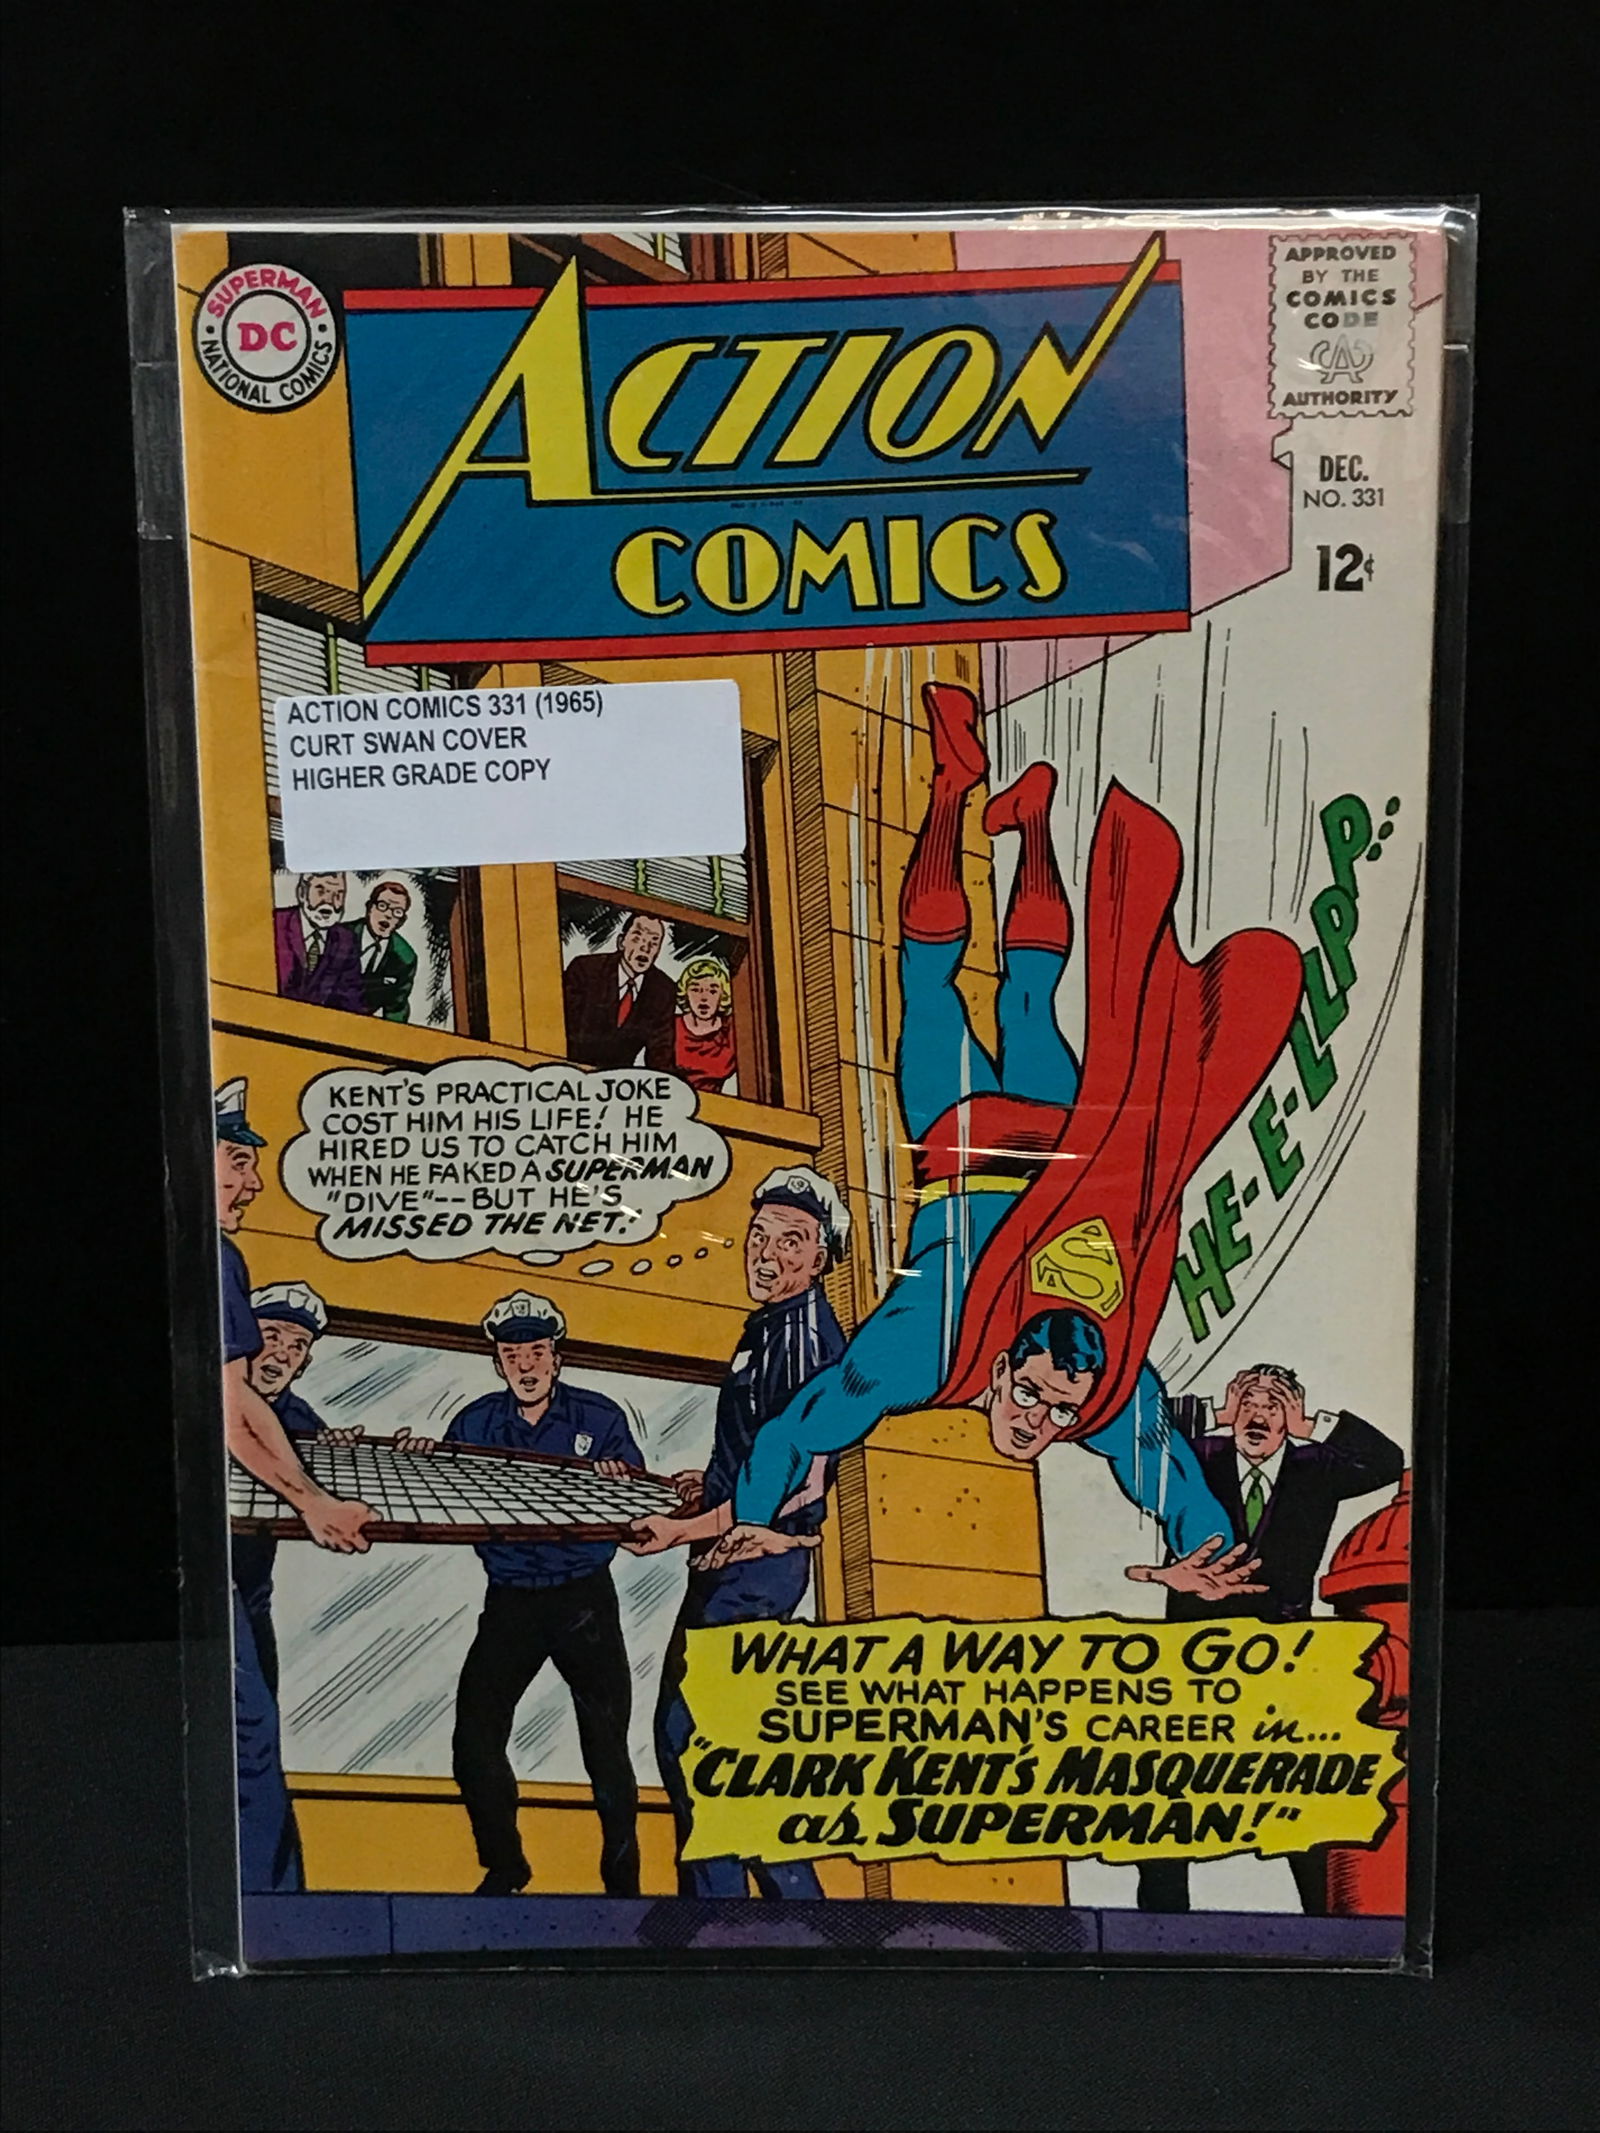 SUPERMAN
DC
NATIONAL COMICS
ACTION
COMICS
APPROVED
BY THE
COMICS
CODE
CA
AUTHORITY
DEC.
NO. 331
12¢
ACTION COMICS 331 (1965)
CURT SWAN COVER
HIGHER GRADE COPY
KENT'S PRACTICAL JOKE
COST HIM HIS LIFE! HE
HIRED US TO CATCH HIM
WHEN HE FAKED A SUPERMAN
"DIVE"--BUT HE'S
MISSED THE NET!
HE-E-E-LLPP...
S
WHAT A WAY TO GO!
SEE WHAT HAPPENS TO
SUPERMAN'S CAREER in...
"CLARK KENT'S MASQUERADE
as SUPERMAN!"